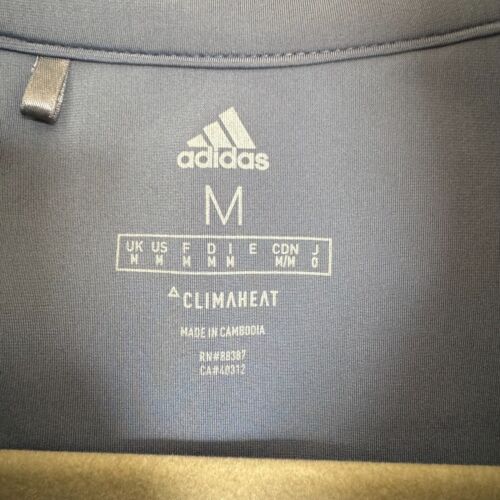 adidas
M
UK US F D I E CDN J
M M M M M M/M O
CLIMAHEAT
MADE IN CAMBODIA
RN#88387
CA#40312